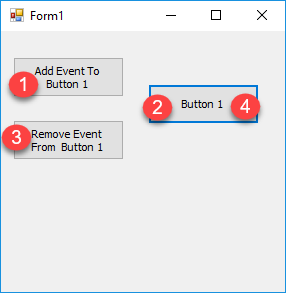 Form1
Add Event To
Button 1
1
2
Button 1
4
3
Remove Event
From Button 1